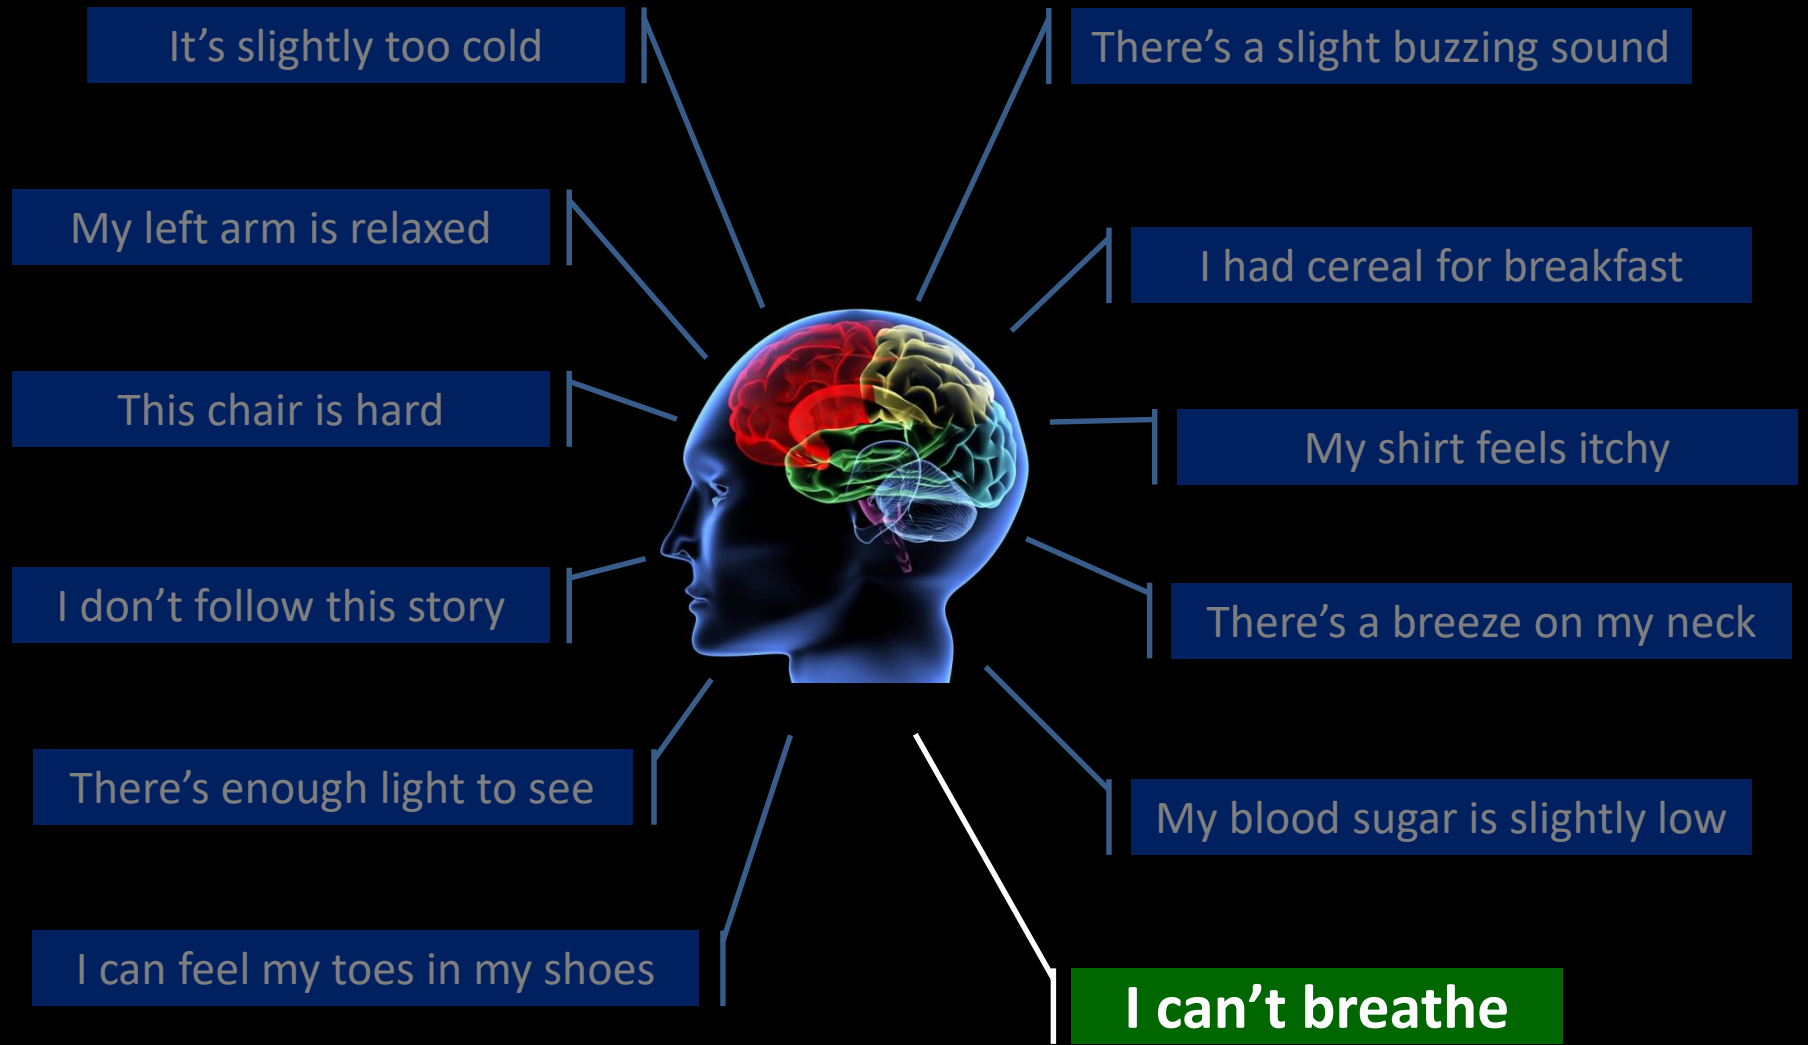 It’s slightly too cold
There’s a slight buzzing sound
My left arm is relaxed
I had cereal for breakfast
This chair is hard
My shirt feels itchy
I don’t follow this story
There’s a breeze on my neck
There’s enough light to see
My blood sugar is slightly low
I can feel my toes in my shoes
I can’t breathe